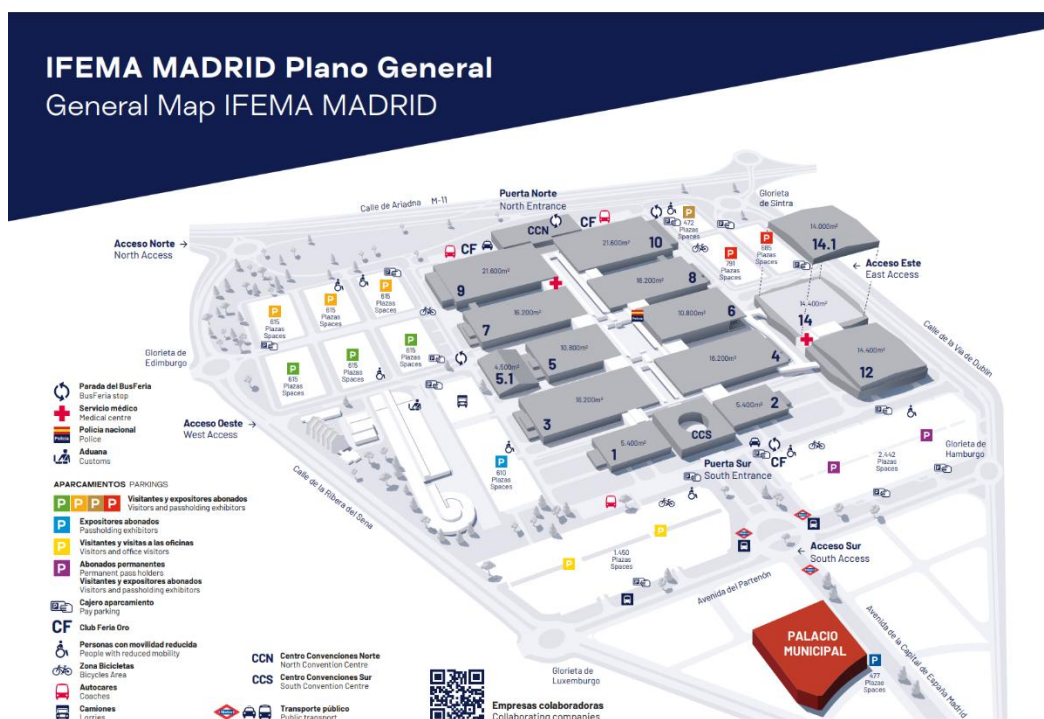 IFEMA MADRID Plano General
General Map IFEMA MADRID
Calle de Ariadna M-11
Puerta Norte
North Entrance
Glorieta
de Sintra
Acceso Norte →
North Access
CCN
CF
10
21.600m²
472
Plazas
Spaces
P
791
Plazas
Spaces
P
685
Plazas
Spaces
P
14.000m²
14.1
← Acceso Este
East Access
CF
21.600m²
9
16.200m²
8
14.400m²
14
P
615
Plazas
Spaces
P
615
Plazas
Spaces
P
615
Plazas
Spaces
16.200m²
7
Policía
10.800m²
6
Calle de la Vía de Dublín
Glorieta de
Edimburgo
P
615
Plazas
Spaces
P
615
Plazas
Spaces
P
615
Plazas
Spaces
4.500m²
5.1
10.800m²
5
16.200m²
4
14.400m²
12
Acceso Oeste →
West Access
16.200m²
3
5.400m²
2
5.400m²
1
CCS
Puerta Sur
South Entrance
CF
P
610
Plazas
Spaces
P
2.442
Plazas
Spaces
P
Glorieta de
Hamburgo
Calle de la Ribera del Sena
P
1.450
Plazas
Spaces
P
← Acceso Sur
South Access
Avenida del Partenón
PALACIO
MUNICIPAL
P
477
Plazas
Spaces
Avenida de la Capital de España Madrid
Glorieta de
Luxemburgo
Parada del BusFeria
BusFeria stop
Servicio médico
Medical centre
Policía
Policía nacional
Police
Aduana
Customs
APARCAMIENTOS PARKINGS
P P P P Visitantes y expositores abonados
Visitors and passholding exhibitors
P Expositores abonados
Passholding exhibitors
P Visitantes y visitas a las oficinas
Visitors and office visitors
P Abonados permanentes
Permanent pass holders
Visitantes y expositores abonados
Visitors and passholding exhibitors
Cajero aparcamiento
Pay parking
CF Club Feria Oro
Personas con movilidad reducida
People with reduced mobility
Zona Bicicletas
Bicycles Area
Autocares
Coaches
Camiones
Lorries
CCN Centro Convenciones Norte
North Convention Centre
CCS Centro Convenciones Sur
South Convention Centre
Transporte público
Public transport
Empresas colaboradoras
Collaborating companies